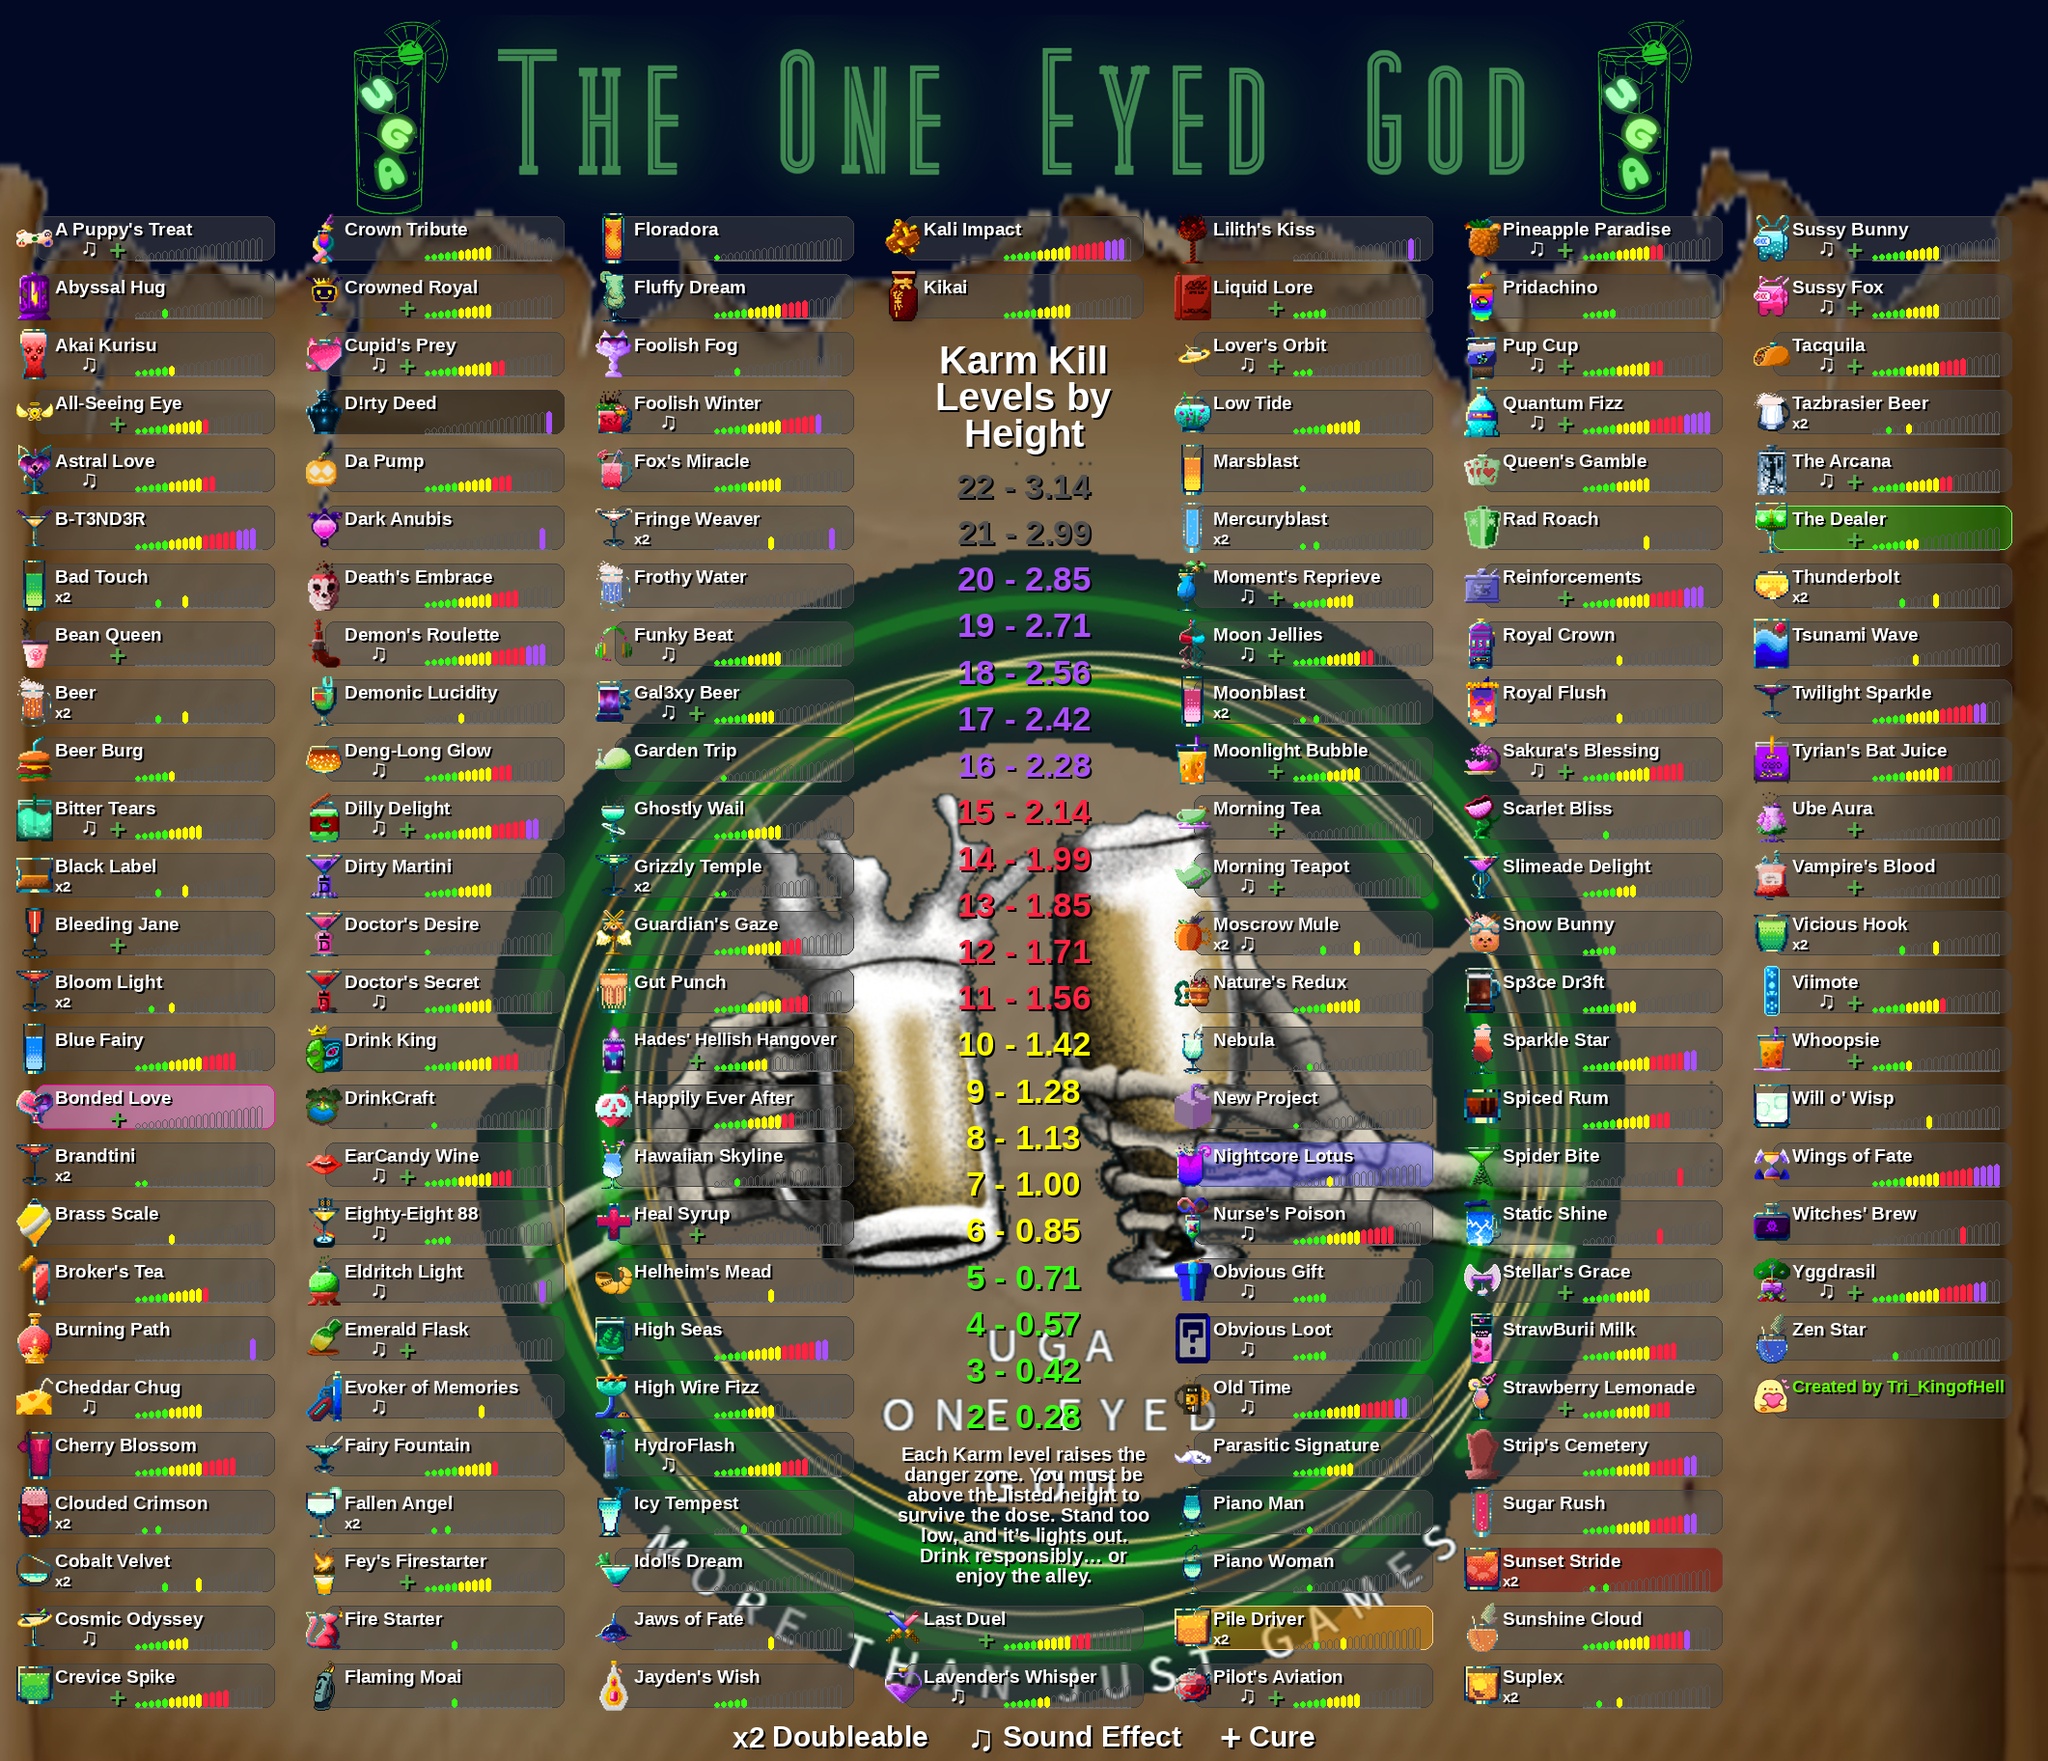 THE ONE EYED GOD
UGA
UGA
A Puppy's Treat
♫ +
Abyssal Hug
Akai Kurisu
♫
All-Seeing Eye
+
Astral Love
♫
B-T3ND3R
Bad Touch
x2
Bean Queen
+
Beer
x2
Beer Burg
Bitter Tears
♫ +
Black Label
x2
Bleeding Jane
+
Bloom Light
x2
Blue Fairy
Bonded Love
+
Brandtini
x2
Brass Scale
Broker's Tea
♫
Burning Path
Cheddar Chug
♫
Cherry Blossom
Clouded Crimson
x2
Cobalt Velvet
x2
Cosmic Odyssey
♫
Crevice Spike
+
Crown Tribute
♫
Crowned Royal
+
Cupid's Prey
♫ +
D!rty Deed
Da Pump
Dark Anubis
Death's Embrace
Demon's Roulette
♫
Demonic Lucidity
Deng-Long Glow
♫
Dilly Delight
♫ +
Dirty Martini
Doctor's Desire
Doctor's Secret
♫
Drink King
DrinkCraft
EarCandy Wine
♫ +
Eighty-Eight 88
♫
Eldritch Light
♫
Emerald Flask
♫ +
Evoker of Memories
♫
Fairy Fountain
Fallen Angel
x2
Fey's Firestarter
+
Fire Starter
Flaming Moai
Floradora
Fluffy Dream
Foolish Fog
Foolish Winter
♫
Fox's Miracle
Fringe Weaver
x2
Frothy Water
Funky Beat
♫
Gal3xy Beer
♫ +
Garden Trip
Ghostly Wail
Grizzly Temple
x2
Guardian's Gaze
Gut Punch
Hades' Hellish Hangover
+
Happily Ever After
Hawaiian Skyline
Heal Syrup
+
Helheim's Mead
High Seas
High Wire Fizz
HydroFlash
♫
Icy Tempest
Idol's Dream
Jaws of Fate
Jayden's Wish
Kali Impact
Kikai
Karm Kill
Levels by
Height
22 - 3.14
21 - 2.99
20 - 2.85
19 - 2.71
18 - 2.56
17 - 2.42
16 - 2.28
15 - 2.14
14 - 1.99
13 - 1.85
12 - 1.71
11 - 1.56
10 - 1.42
9 - 1.28
8 - 1.13
7 - 1.00
6 - 0.85
5 - 0.71
4 - 0.57
3 - 0.42
2 - 0.28
UGA
ONE EYED
GOD
MORE THAN JUST GAMES
Each Karm level raises the
danger zone. You must be
above the listed height to
survive the dose. Stand too
low, and it's lights out.
Drink responsibly... or
enjoy the alley.
Last Duel
+
Lavender's Whisper
♫
Lilith's Kiss
Liquid Lore
+
Lover's Orbit
♫ +
Low Tide
Marsblast
Mercuryblast
x2
Moment's Reprieve
♫ +
Moon Jellies
♫ +
Moonblast
x2
Moonlight Bubble
+
Morning Tea
+
Morning Teapot
♫ +
Moscrow Mule
x2 ♫
Nature's Redux
Nebula
New Project
Nightcore Lotus
Nurse's Poison
♫
Obvious Gift
♫
Obvious Loot
♫
Old Time
♫
Parasitic Signature
Piano Man
Piano Woman
Pile Driver
x2
Pilot's Aviation
♫ +
Pineapple Paradise
♫ +
Pridachino
Pup Cup
♫ +
Quantum Fizz
♫ +
Queen's Gamble
Rad Roach
Reinforcements
+
Royal Crown
Royal Flush
Sakura's Blessing
♫ +
Scarlet Bliss
Slimeade Delight
Snow Bunny
Sp3ce Dr3ft
Sparkle Star
Spiced Rum
Spider Bite
Static Shine
Stellar's Grace
+
StrawBurii Milk
Strawberry Lemonade
+
Strip's Cemetery
Sugar Rush
Sunset Stride
x2
Sunshine Cloud
Suplex
x2
Sussy Bunny
♫ +
Sussy Fox
♫ +
Tacquila
♫ +
Tazbrasier Beer
x2
The Arcana
♫ +
The Dealer
+
Thunderbolt
x2
Tsunami Wave
Twilight Sparkle
Tyrian's Bat Juice
Ube Aura
+
Vampire's Blood
+
Vicious Hook
x2
Viimote
♫ +
Whoopsie
+
Will o' Wisp
Wings of Fate
Witches' Brew
Yggdrasil
♫ +
Zen Star
Created by Tri_KingofHell
x2 Doubleable ♫ Sound Effect + Cure